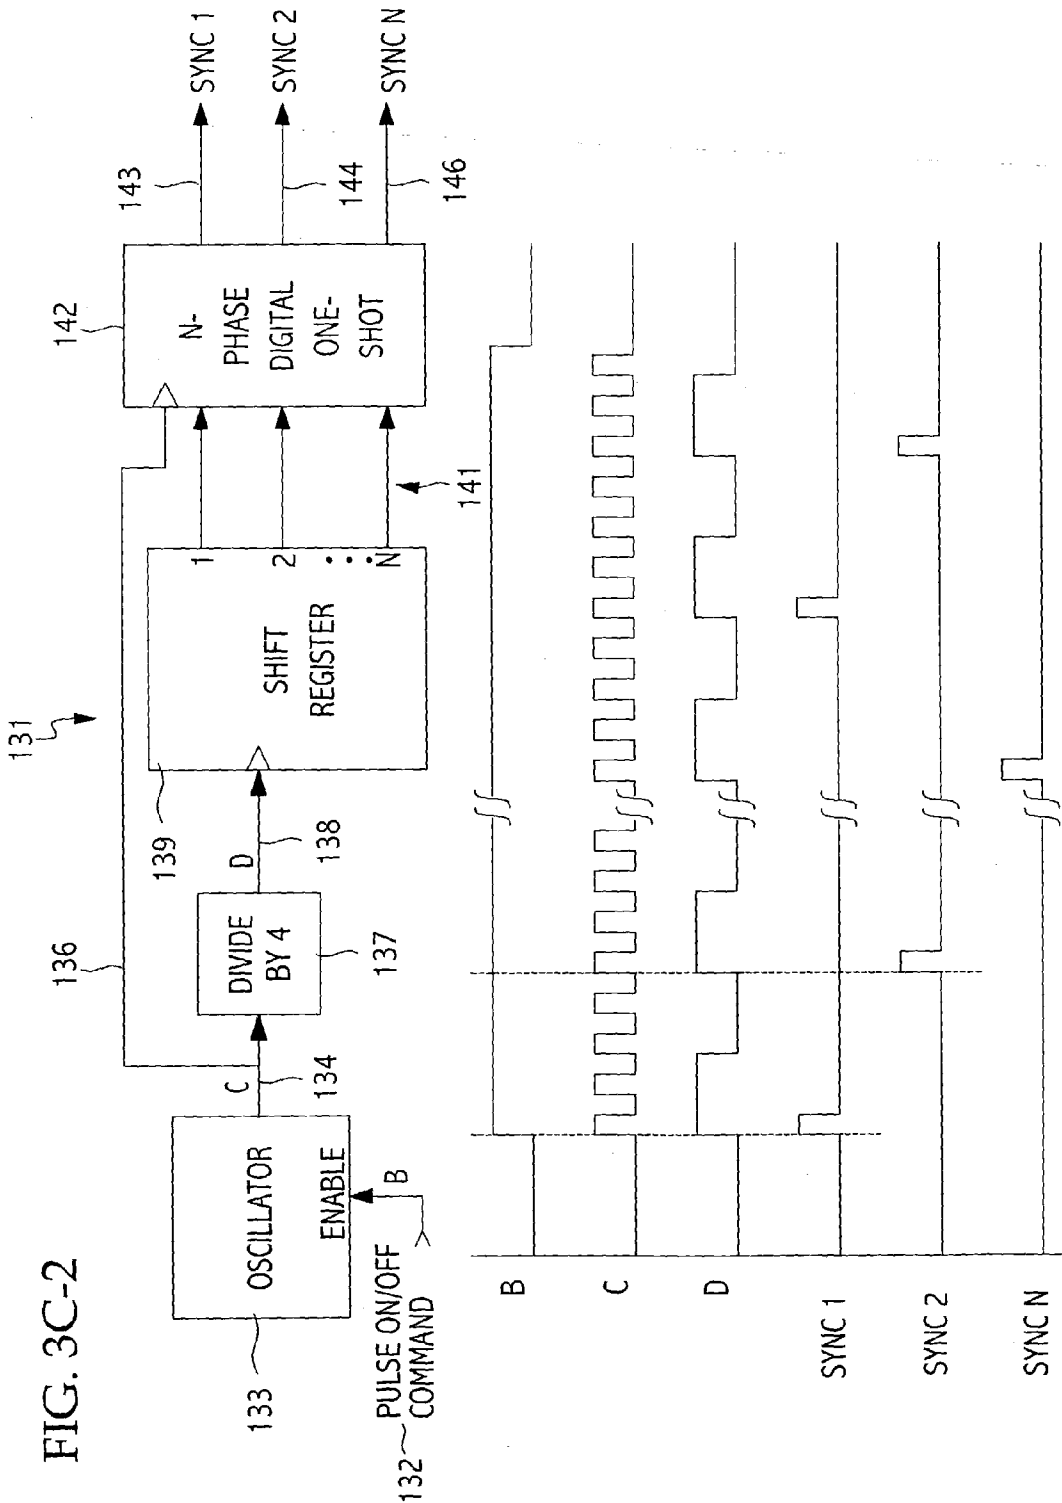 FIG. 3C-2
131
136
142
143
SYNC 1
144
SYNC 2
146
SYNC N
N-
PHASE
DIGITAL
ONE-
SHOT
139
SHIFT
REGISTER
1
2
N
141
D
138
DIVIDE
BY 4
137
C
134
133
OSCILLATOR
ENABLE
B
132
PULSE ON/OFF
COMMAND
B
C
D
SYNC 1
SYNC 2
SYNC N